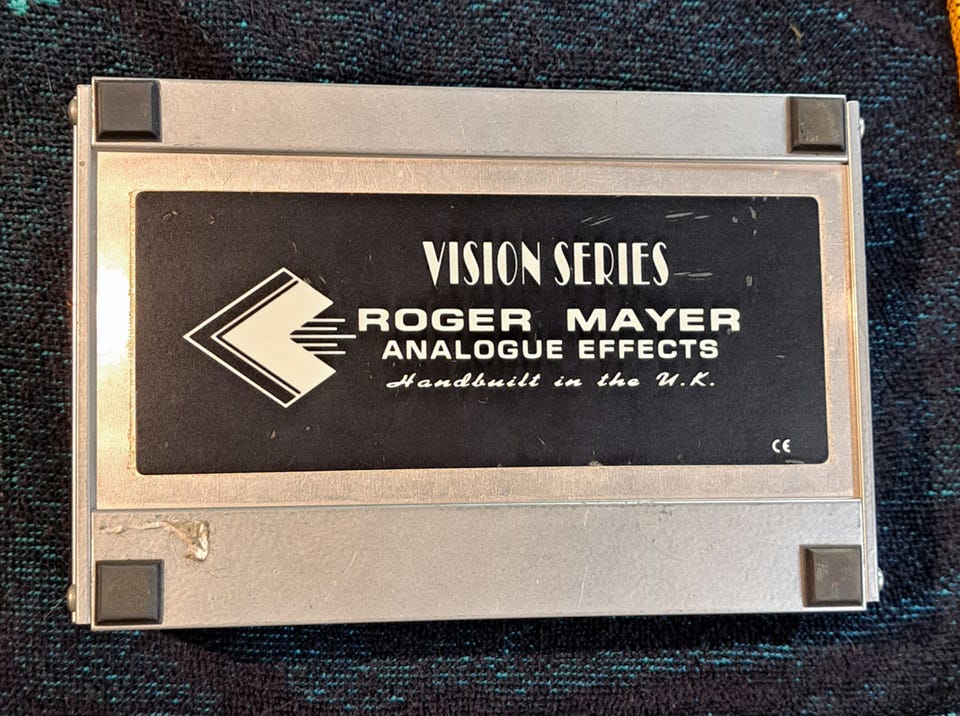 VISION SERIES
ROGER MAYER
ANALOGUE EFFECTS
Handbuilt in the U.K.
CE